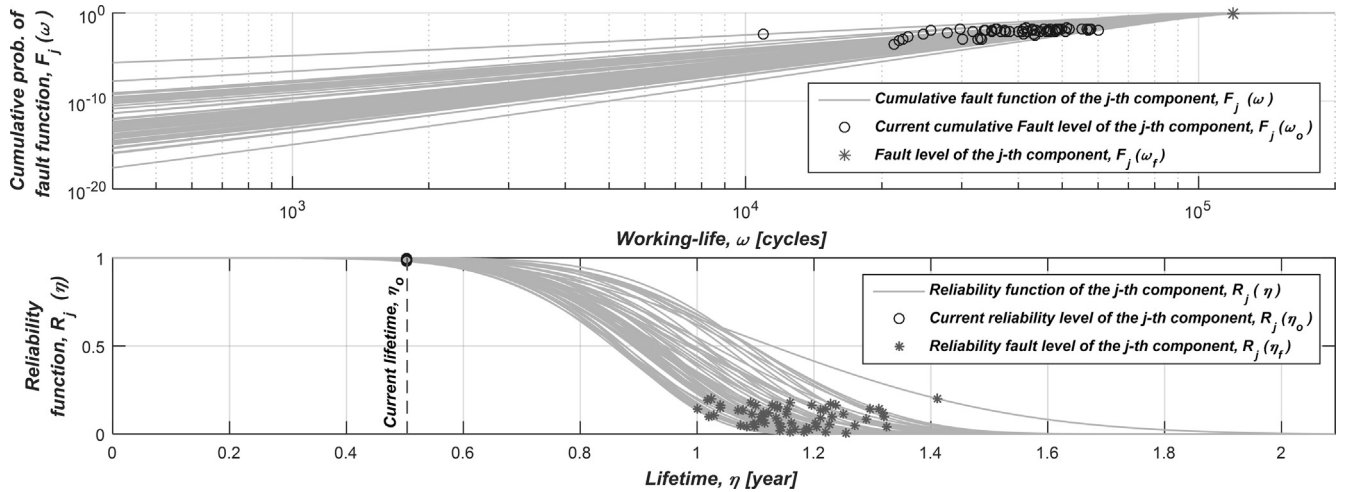 Cumulative prob. of
fault function, F_j (ω)
10^0
10^-10
10^-20
Cumulative fault function of the j-th component, F_j (ω)
Current cumulative Fault level of the j-th component, F_j(ω_o)
Fault level of the j-th component, F_j(ω_f)
10^3
10^4
10^5
Working-life, ω [cycles]
Reliability
function, R_j (η)
1
0.5
0
Current lifetime, η_o
Reliability function of the j-th component, R_j( η)
Current reliability level of the j-th component, R_j(η_o)
Reliability fault level of the j-th component, R_j(η_f)
0
0.2
0.4
0.6
0.8
1
1.2
1.4
1.6
1.8
2
Lifetime, η [year]